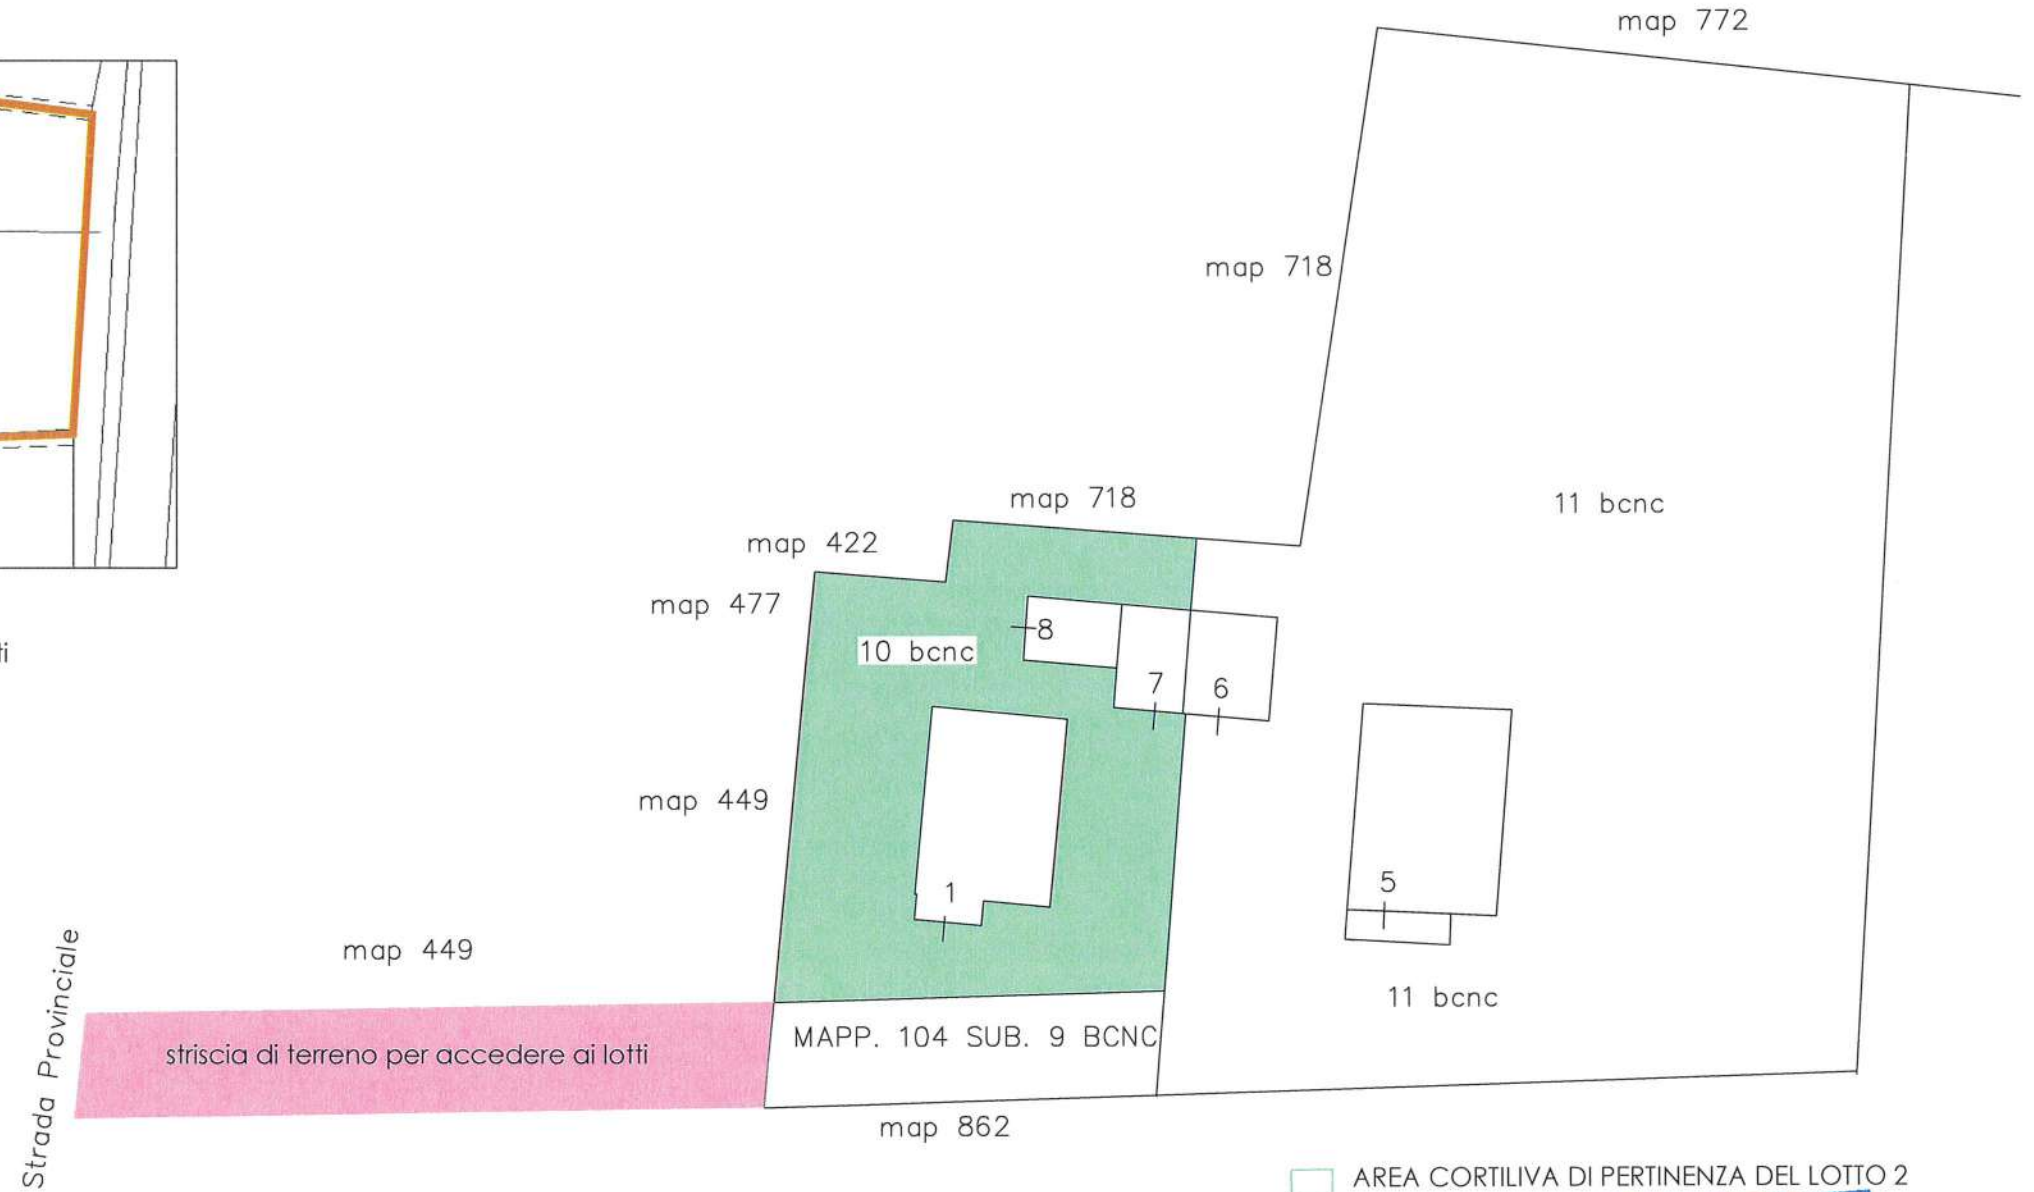 map 772
map 718
map 718
11 bcnc
map 422
map 477
ti
10 bcnc
8
7
6
map 449
1
5
Strada Provinciale
map 449
11 bcnc
striscia di terreno per accedere ai lotti
MAPP. 104 SUB. 9 BCNC
map 862
AREA CORTILIVA DI PERTINENZA DEL LOTTO 2